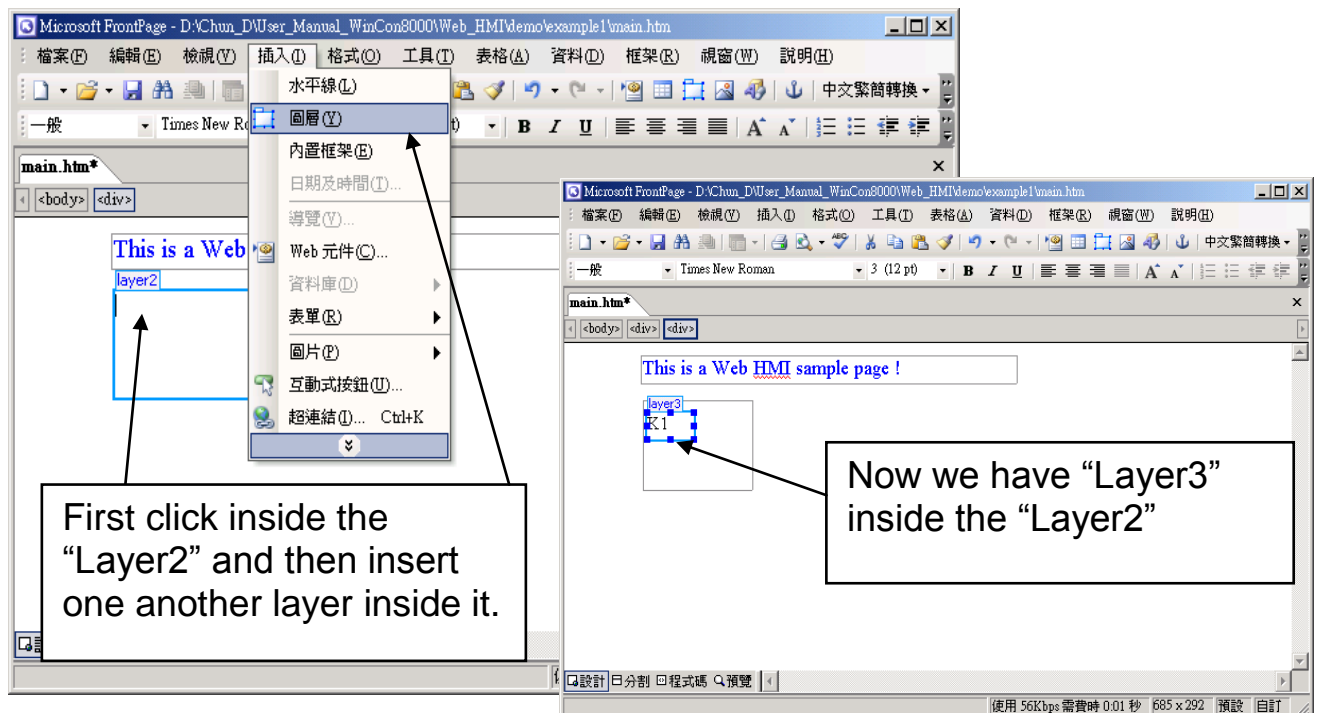 Microsoft FrontPage - D:\Chun_D\User_Manual_WinCon8000\Web_HMI\demo\example1\main.htm
檔案(F) 編輯(E) 檢視(V) 插入(I) 格式(O) 工具(T) 表格(A) 資料(D) 框架(R) 視窗(W) 說明(H)
中文繁簡轉換
一般 Times New B I U
main.htm*
<body> <div>
水平線(L)
圖層(Y)
內置框架(E)
日期及時間(T)...
導覽(V)...
Web 元件(C)...
資料庫(D)
表單(R)
圖片(P)
互動式按鈕(U)...
超連結(I)... Ctrl+K
This is a Web
layer2
First click inside the
“Layer2” and then insert
one another layer inside it.
Microsoft FrontPage - D:\Chun_D\User_Manual_WinCon8000\Web_HMI\demo\example1\main.htm
檔案(F) 編輯(E) 檢視(V) 插入(I) 格式(O) 工具(T) 表格(A) 資料(D) 框架(R) 視窗(W) 說明(H)
中文繁簡轉換
一般 Times New Roman 3 (12 pt) B I U
main.htm*
<body> <div> <div>
This is a Web HMI sample page !
layer3
K1
Now we have “Layer3”
inside the “Layer2”
設計 分割 程式碼 預覽
使用 56Kbps 需費時 0:01 秒 685 x 292 預設 自訂